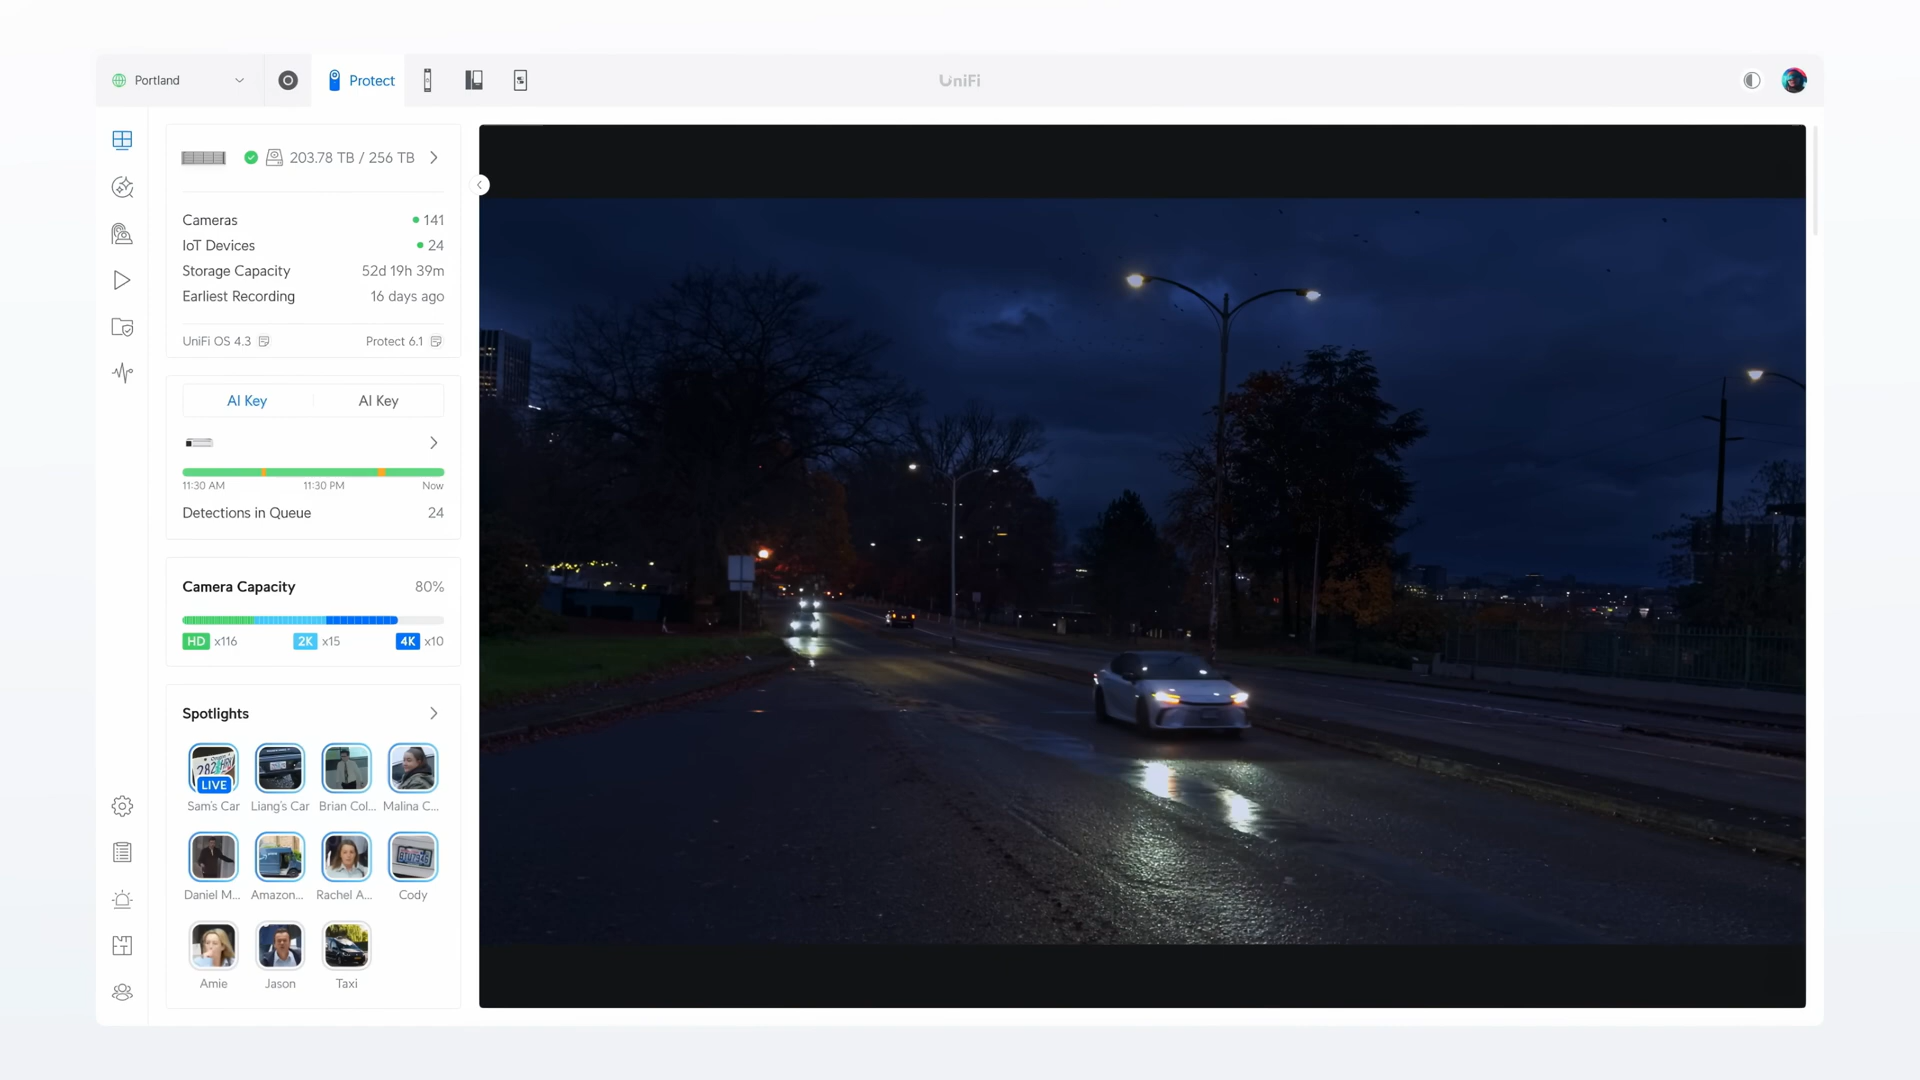 Portland
Protect
UniFi
203.78 TB / 256 TB
Cameras 141
IoT Devices 24
Storage Capacity 52d 19h 39m
Earliest Recording 16 days ago
UniFi OS 4.3 Protect 6.1
AI Key AI Key
11:30 AM 11:30 PM Now
Detections in Queue 24
Camera Capacity 80%
HD x116 2K x15 4K x10
Spotlights
LIVE
Sam's Car Liang's Car Brian Col... Malina C...
Daniel M... Amazon... Rachel A... Cody
Amie Jason Taxi